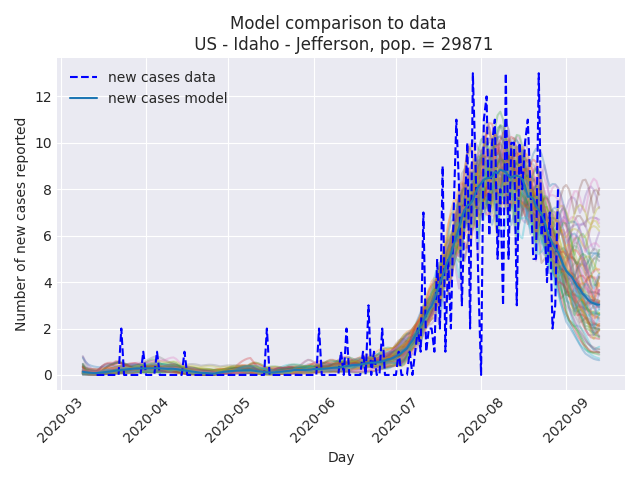 Model comparison to data
US - Idaho - Jefferson, pop. = 29871
new cases data
new cases model
Number of new cases reported
12
10
8
6
4
2
0
2020-03
2020-04
2020-05
2020-06
2020-07
2020-08
2020-09
Day